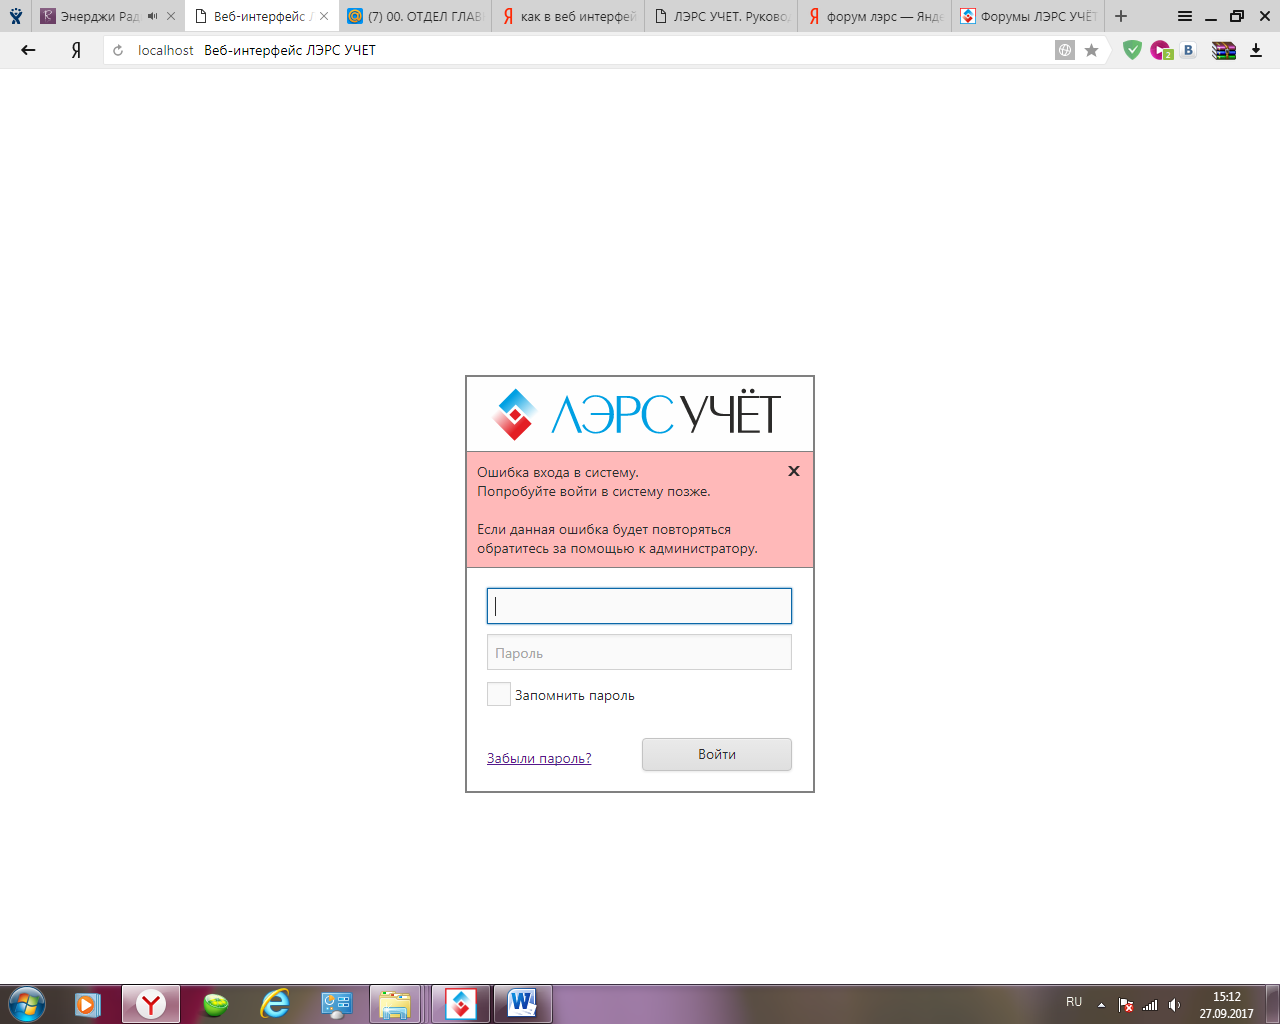 Энерджи Рад
Веб-интерфейс
(7) 00. ОТДЕЛ ГЛАВ
как в веб интерфей
ЛЭРС УЧЕТ. Руково
форум лэрс — Янде
Форумы ЛЭРС УЧЁТ
localhost Веб-интерфейс ЛЭРС УЧЕТ
2
B
ЛЭРС УЧЁТ
Ошибка входа в систему.
Попробуйте войти в систему позже.
Если данная ошибка будет повторяться
обратитесь за помощью к администратору.
Пароль
Запомнить пароль
Забыли пароль?
Войти
RU
15:12
27.09.2017